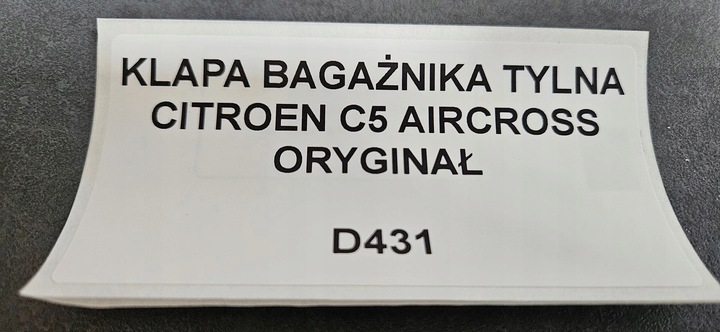 KLAPA BAGAŻNIKA TYLNA
CITROEN C5 AIRCROSS
ORYGINAŁ
D431